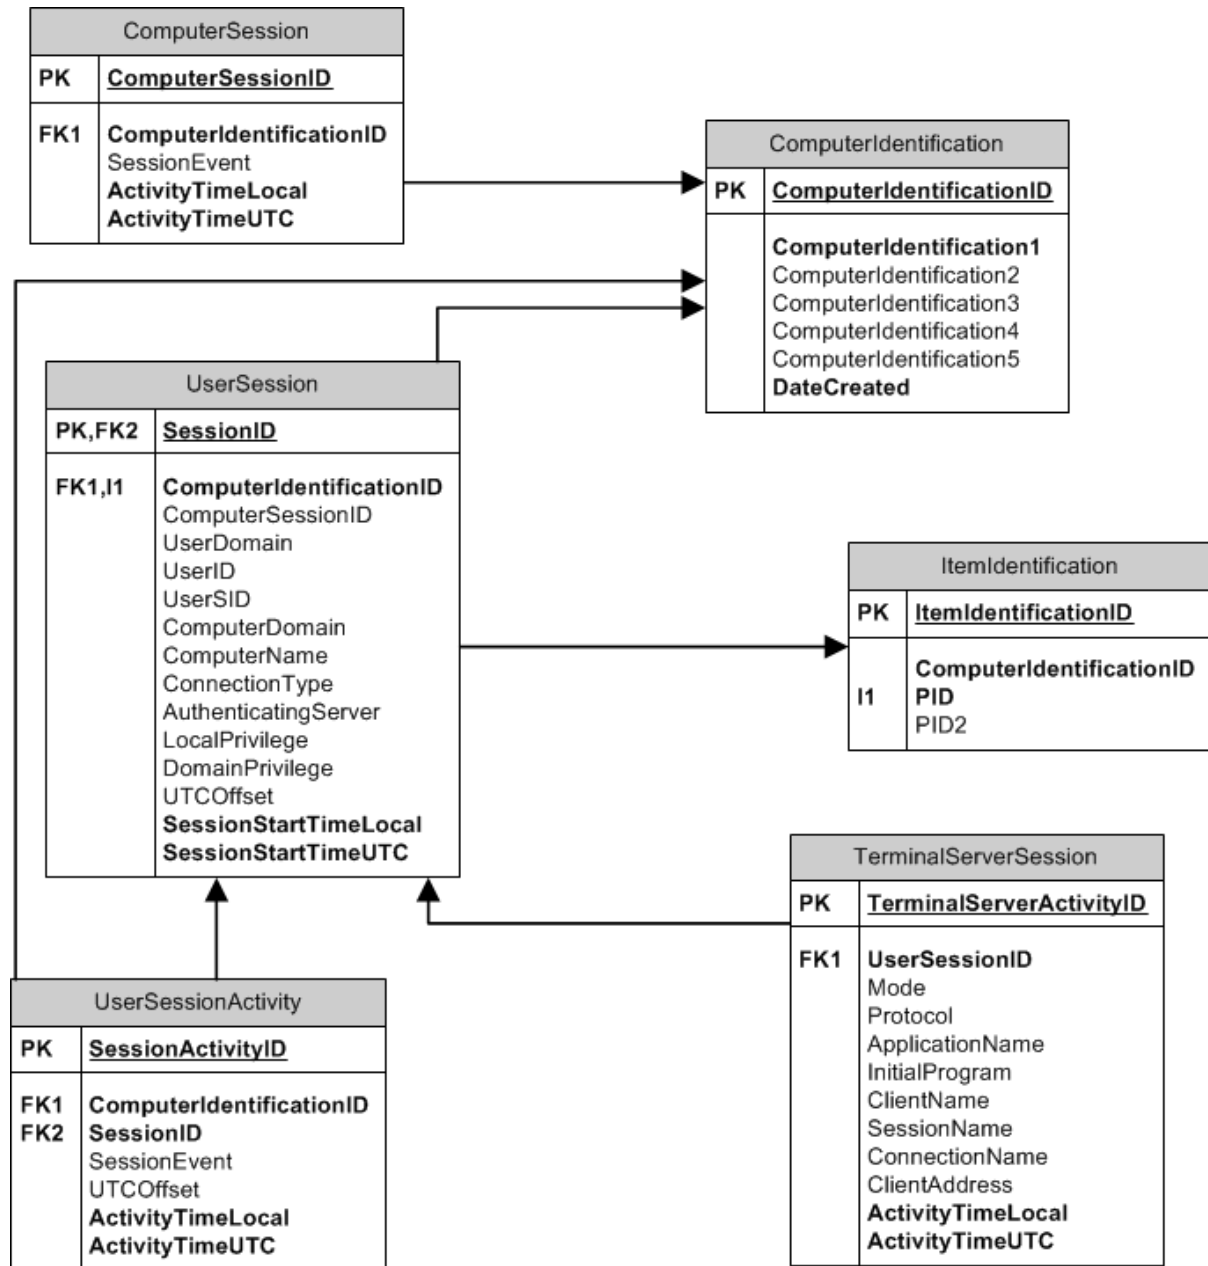 ComputerSession
PK ComputerSessionID
FK1 ComputerIdentificationID
SessionEvent
ActivityTimeLocal
ActivityTimeUTC
ComputerIdentification
PK ComputerIdentificationID
ComputerIdentification1
ComputerIdentification2
ComputerIdentification3
ComputerIdentification4
ComputerIdentification5
DateCreated
UserSession
PK,FK2 SessionID
FK1,I1 ComputerIdentificationID
ComputerSessionID
UserDomain
UserID
UserSID
ComputerDomain
ComputerName
ConnectionType
AuthenticatingServer
LocalPrivilege
DomainPrivilege
UTCOffset
SessionStartTimeLocal
SessionStartTimeUTC
ItemIdentification
PK ItemIdentificationID
ComputerIdentificationID
I1 PID
PID2
TerminalServerSession
PK TerminalServerActivityID
FK1 UserSessionID
Mode
Protocol
ApplicationName
InitialProgram
ClientName
SessionName
ConnectionName
ClientAddress
ActivityTimeLocal
ActivityTimeUTC
UserSessionActivity
PK SessionActivityID
FK1 ComputerIdentificationID
FK2 SessionID
SessionEvent
UTCOffset
ActivityTimeLocal
ActivityTimeUTC